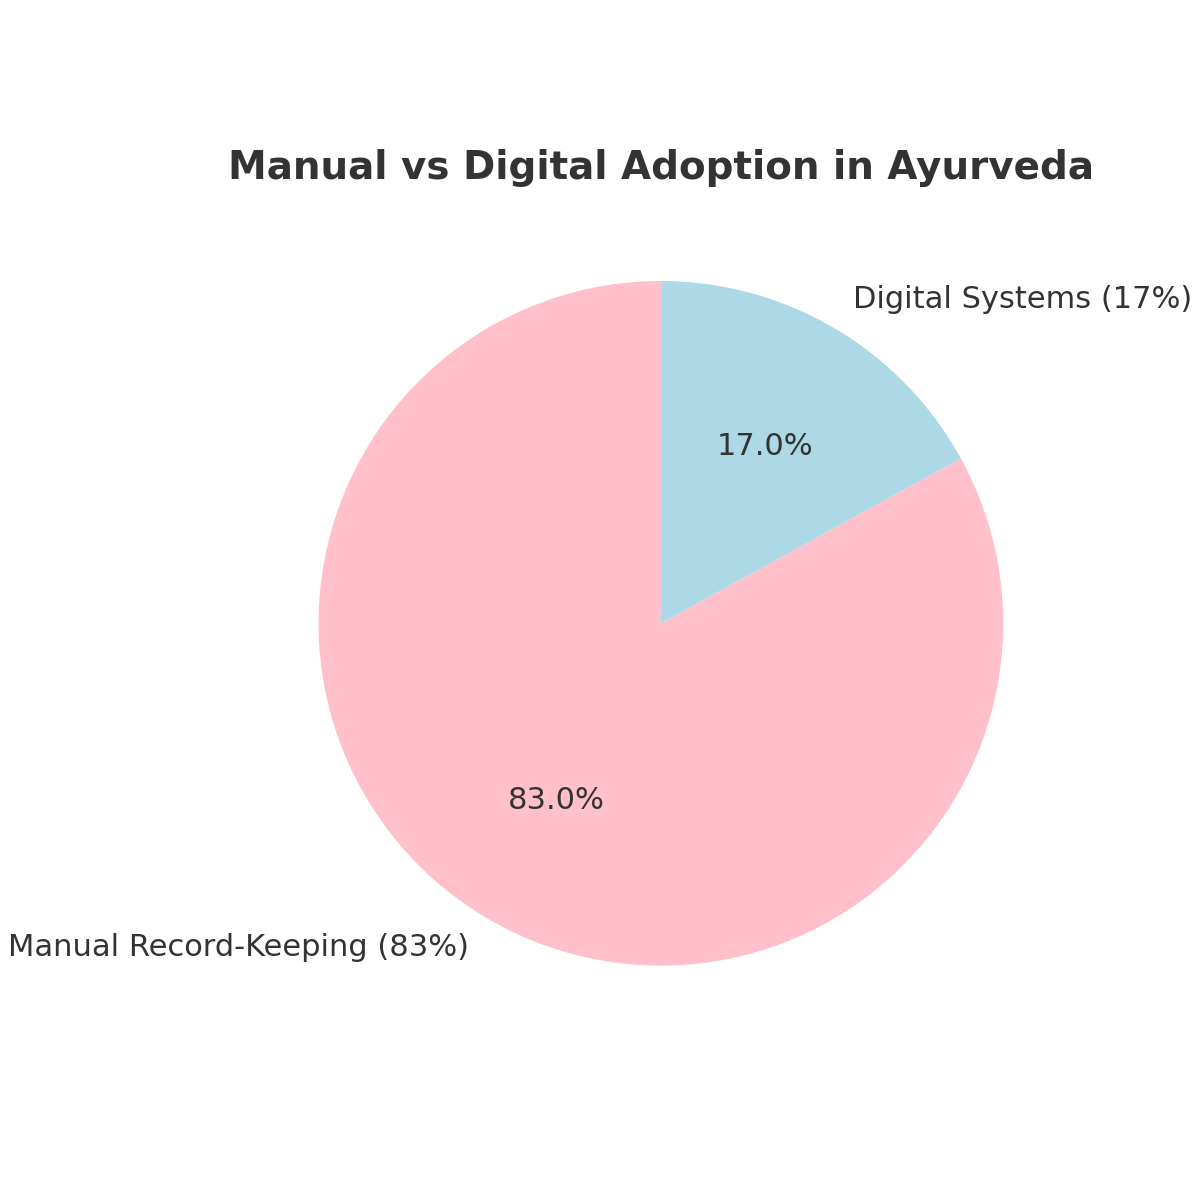 Manual vs Digital Adoption in Ayurveda
Digital Systems (17%)
17.0%
83.0%
Manual Record-Keeping (83%)